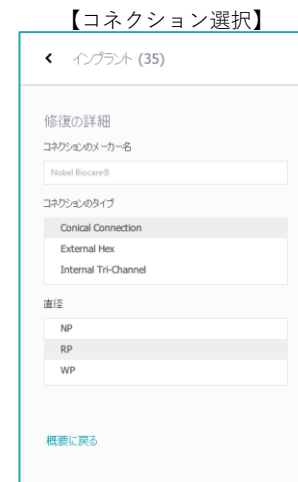 【コネクション選択】
インプラント (35)
修復の詳細
コネクションのメーカー名
Nobel Biocare®
コネクションのタイプ
Conical Connection
External Hex
Internal Tri-Channel
直径
NP
RP
WP
概要に戻る